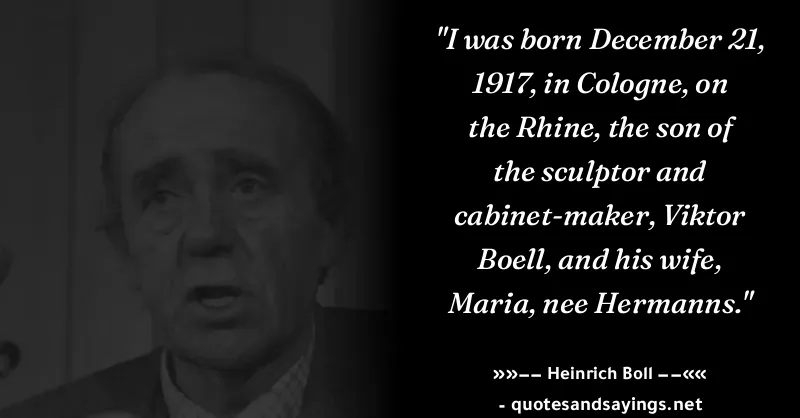 "I was born December 21,
1917, in Cologne, on
the Rhine, the son of
the sculptor and
cabinet-maker, Viktor
Boell, and his wife,
Maria, nee Hermanns."
»»–– Heinrich Boll ––««
- quotesandsayings.net